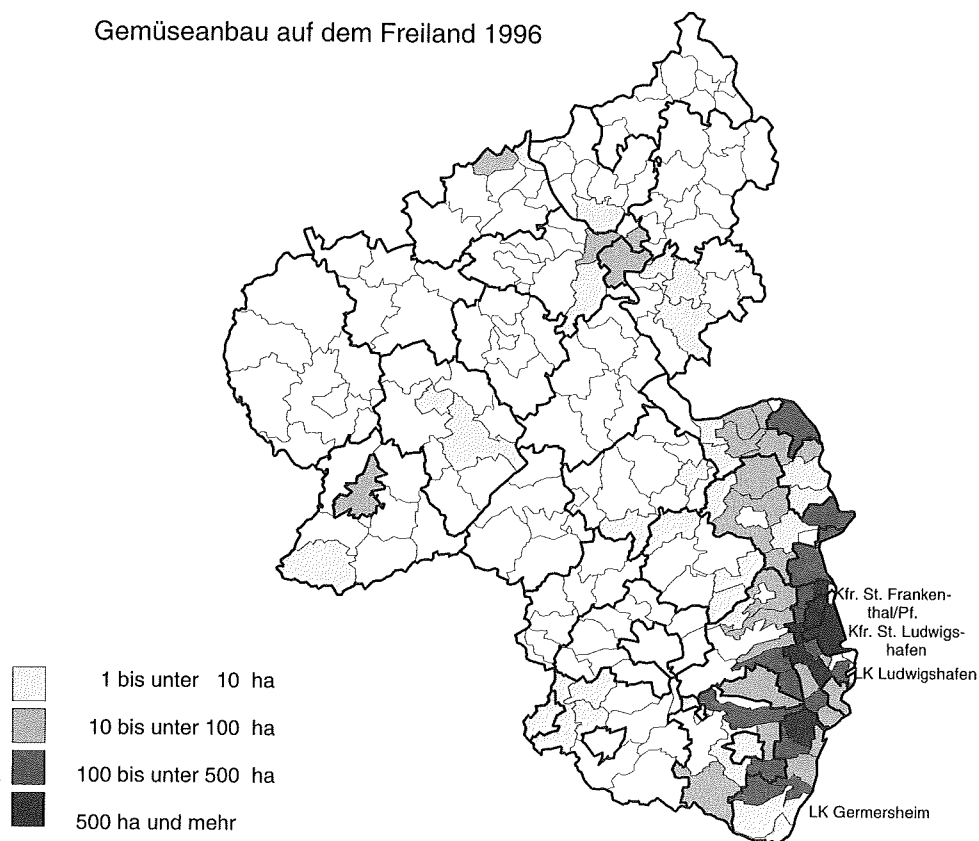 Gemüseanbau auf dem Freiland 1996
Kfr. St. Franken-
thal/Pf.
Kfr. St. Ludwigs-
hafen
LK Ludwigshafen
LK Germersheim
1 bis unter 10 ha
10 bis unter 100 ha
100 bis unter 500 ha
500 ha und mehr